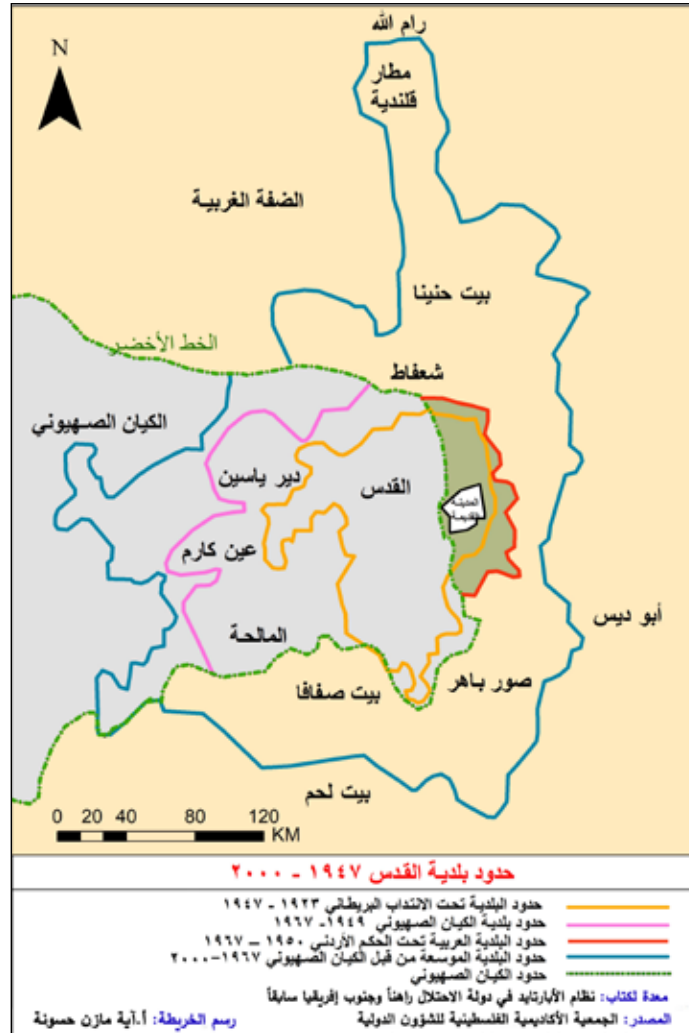 رام الله
N
مطار
قلندية
الضفة الغربية
بيت حنينا
الخط الأخضر
شعفاط
الكيان الصهيوني
دير ياسين
القدس
المدينة
القديمة
عين كارم
أبو ديس
المالحة
صور باهر
بيت صفافا
بيت لحم
0 20 40 80 120
KM
حدود بلدية القدس ١٩٤٧ - ٢٠٠٠
حدود البلدية تحت الانتداب البريطاني ١٩٢٣ - ١٩٤٧
حدود بلدية الكيان الصهيوني ١٩٤٩- ١٩٦٧
حدود البلدية العربية تحت الحكم الأردني ١٩٥٠ – ١٩٦٧
حدود البلدية الموسعة من قبل الكيان الصهيوني ١٩٦٧-٢٠٠٠
حدود الكيان الصهيوني
معدة لكتاب: نظام الأبارتايد في دولة الاحتلال راهناً وجنوب إفريقيا سابقاً
المصدر: الجمعية الأكاديمية الفلسطينية للشؤون الدولية رسم الخريطة: أ.آية مازن حسونة